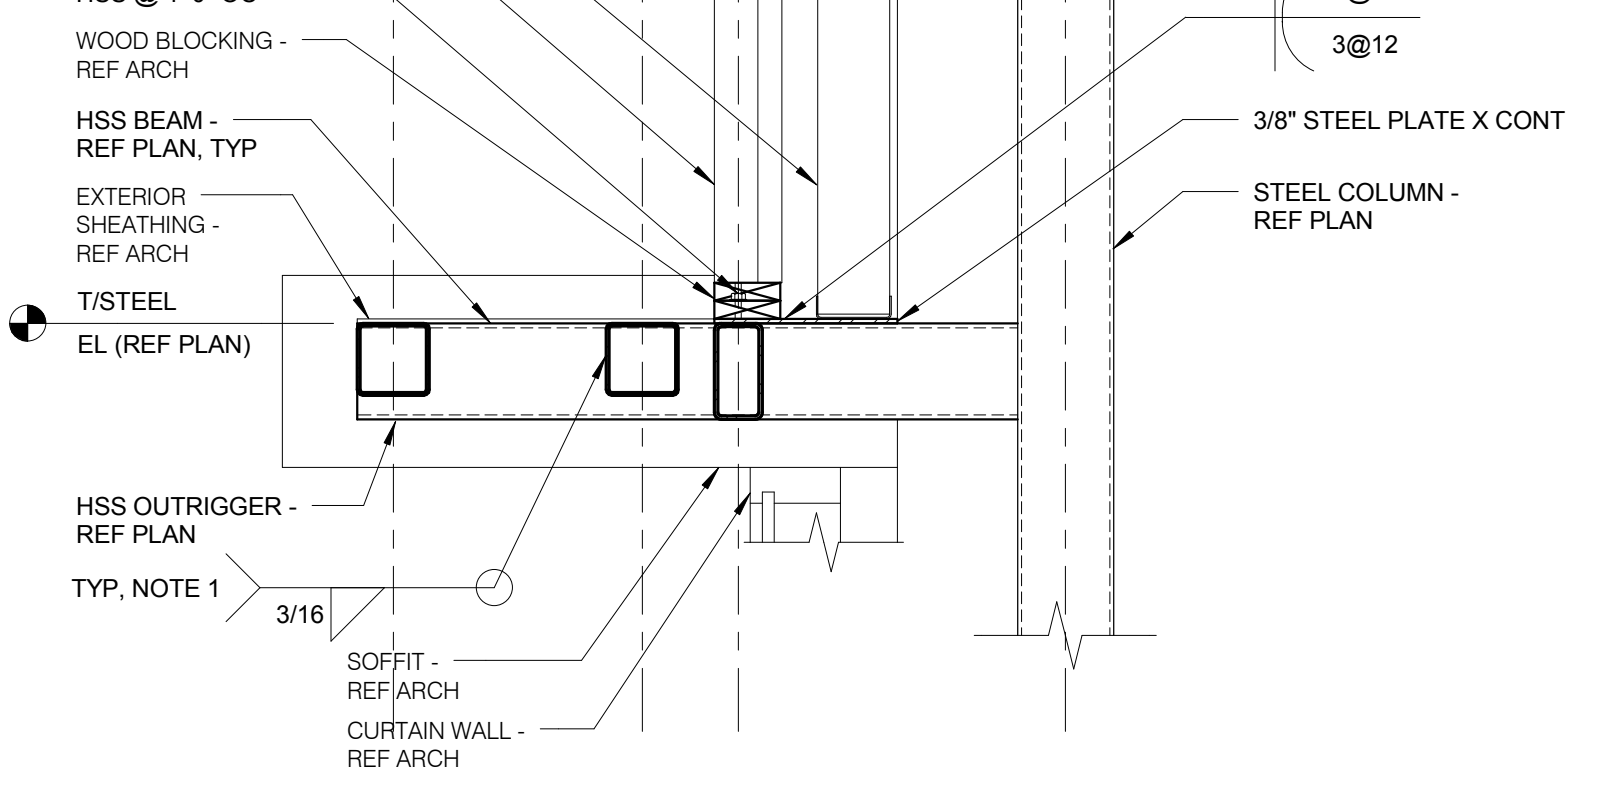 WOOD BLOCKING -
REF ARCH
HSS BEAM -
REF PLAN, TYP
EXTERIOR
SHEATHING -
REF ARCH
T/STEEL
EL (REF PLAN)
HSS OUTRIGGER -
REF PLAN
TYP, NOTE 1
3/16
SOFFIT -
REF ARCH
CURTAIN WALL -
REF ARCH
3@12
3/8" STEEL PLATE X CONT
STEEL COLUMN -
REF PLAN